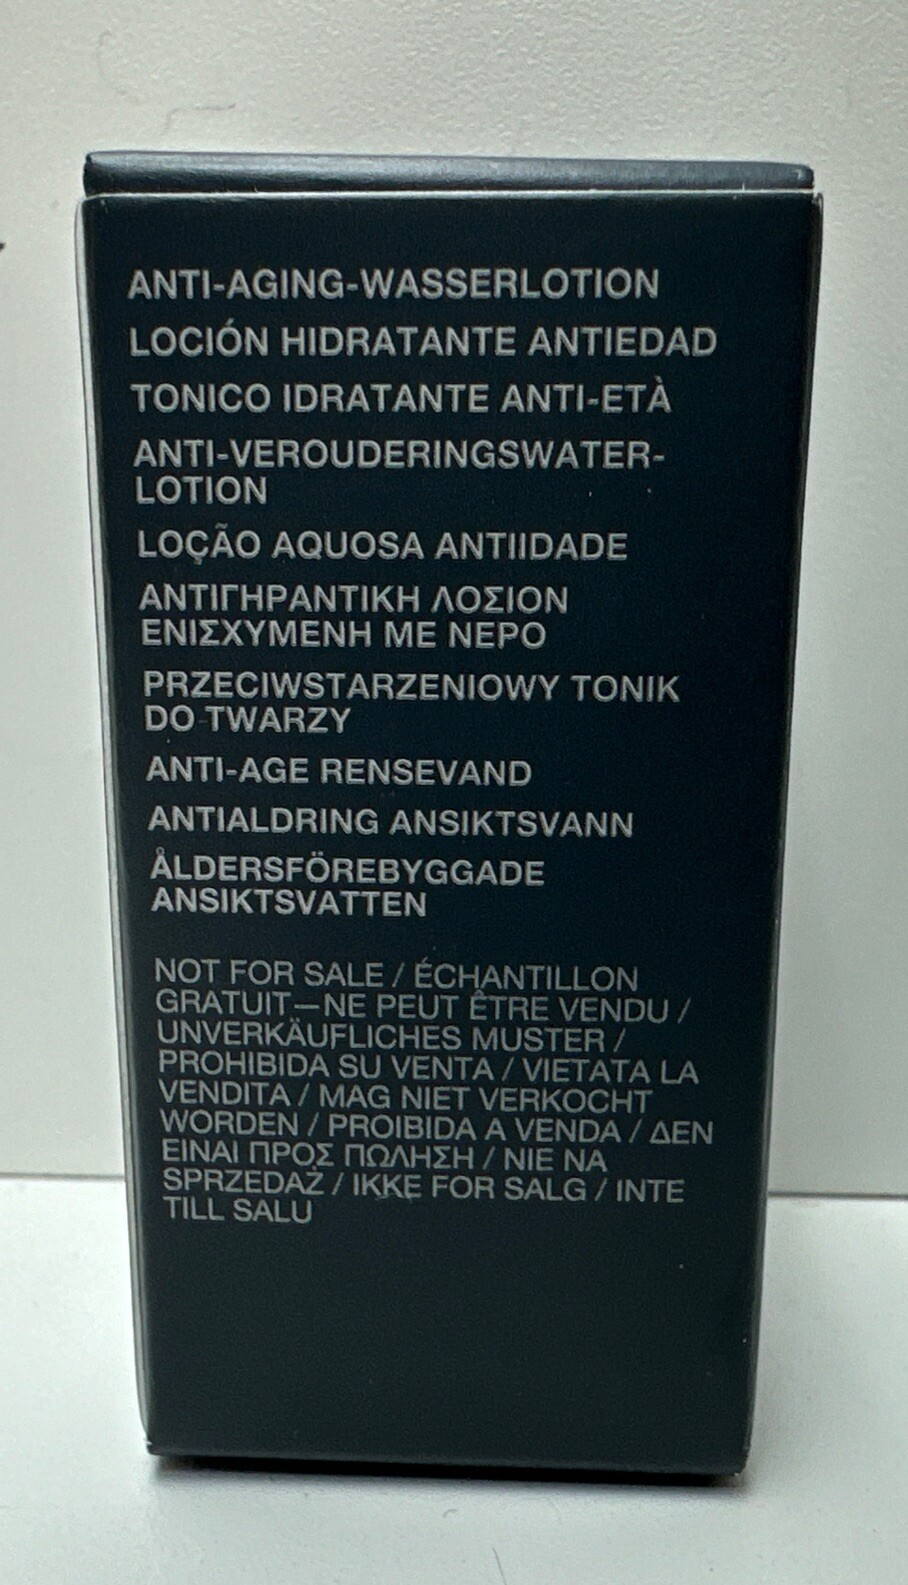 ANTI-AGING-WASSERLOTION
LOCIÓN HIDRATANTE ANTIEDAD
TONICO IDRATANTE ANTI-ETÀ
ANTI-VEROUDERINGSWATER-
LOTION
LOÇÃO AQUOSA ANTIIDADE
ΑΝΤΙΓΗΡΑΝΤΙΚΗ ΛΟΣΙΟΝ
ΕΝΙΣΧΥΜΕΝΗ ΜΕ ΝΕΡΟ
PRZECIWSTARZENIOWY TONIK
DO TWARZY
ANTI-AGE RENSEVAND
ANTIALDRING ANSIKTSVANN
ÅLDERSFÖREBYGGADE
ANSIKTSVATTEN
NOT FOR SALE / ÉCHANTILLON
GRATUIT—NE PEUT ÊTRE VENDU /
UNVERKÄUFLICHES MUSTER /
PROHIBIDA SU VENTA / VIETATA LA
VENDITA / MAG NIET VERKOCHT
WORDEN / PROIBIDA A VENDA / ΔΕΝ
ΕΙΝΑΙ ΠΡΟΣ ΠΩΛΗΣΗ / NIE NA
SPRZEDAŻ / IKKE FOR SALG / INTE
TILL SALU